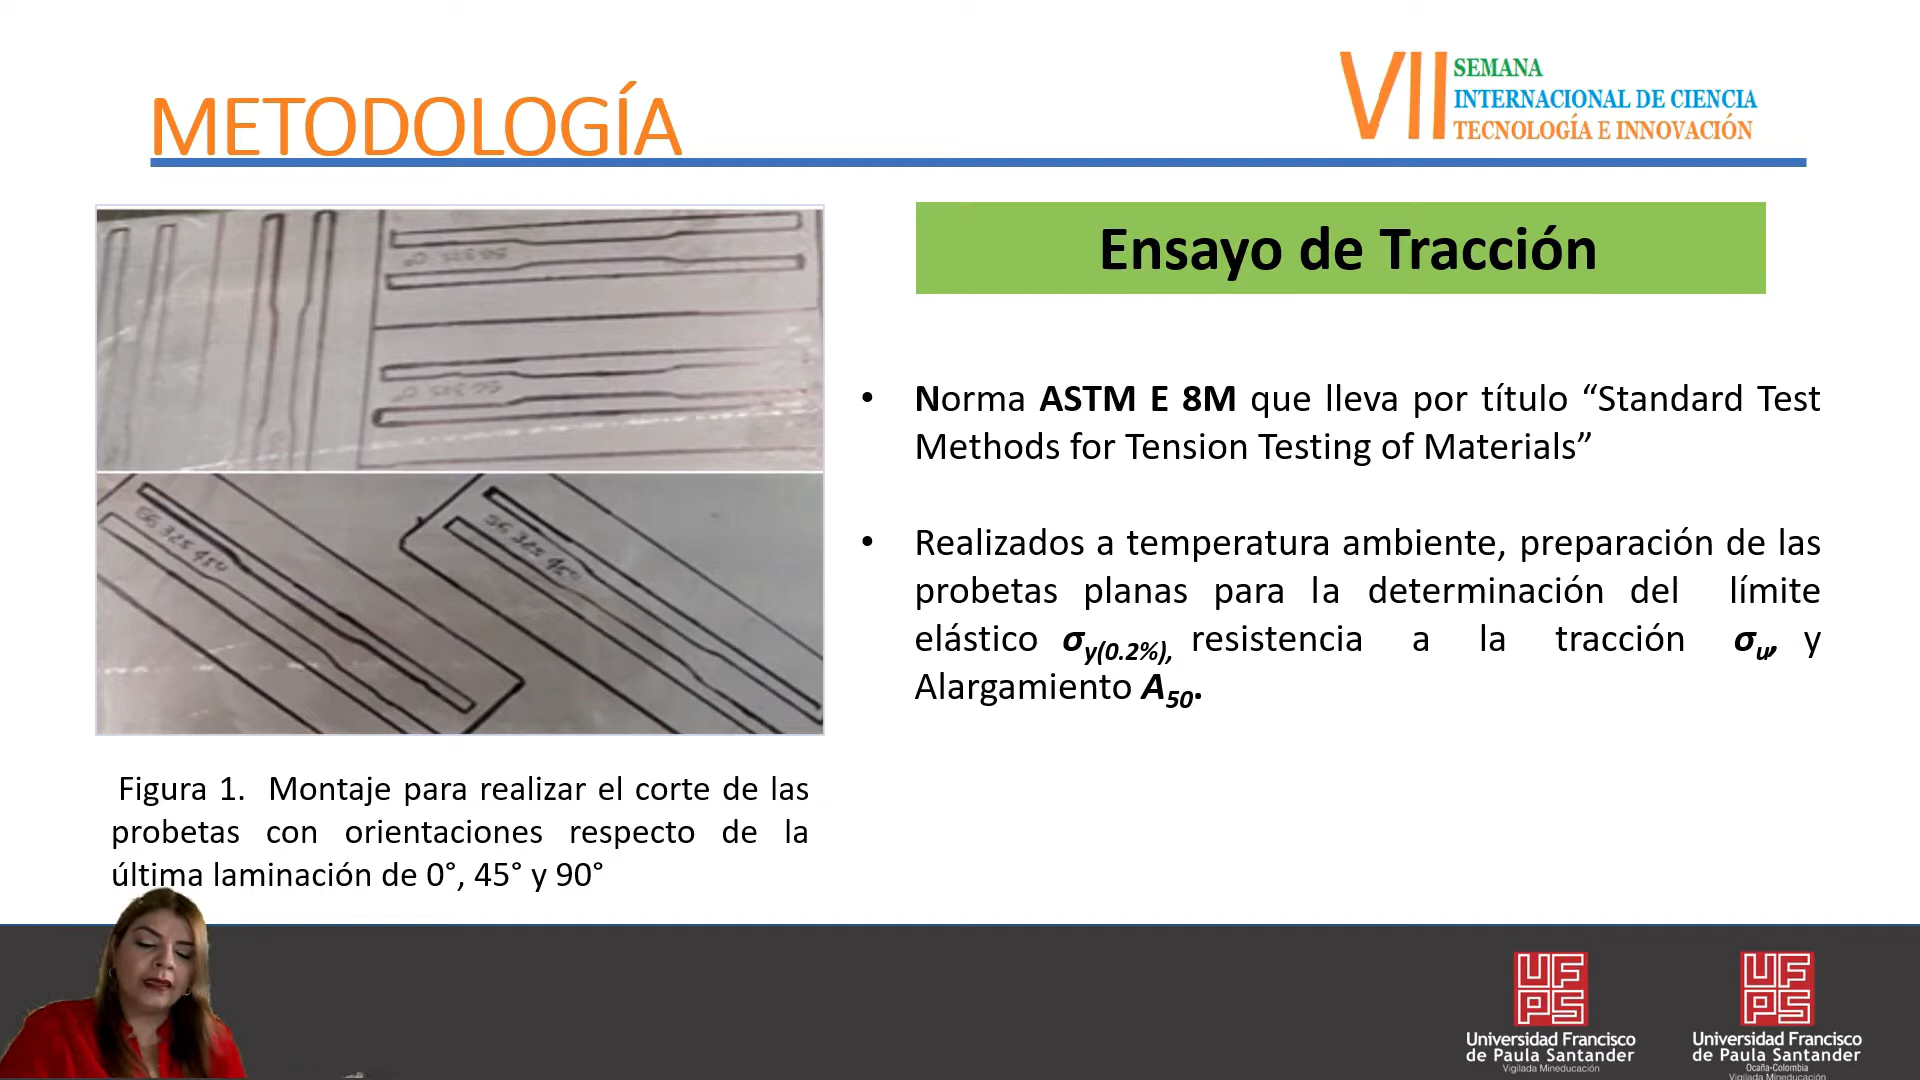 METODOLOGÍA
VII
SEMANA
INTERNACIONAL DE CIENCIA
TECNOLOGÍA E INNOVACIÓN
Ensayo de Tracción
• Norma ASTM E 8M que lleva por título “Standard Test
Methods for Tension Testing of Materials”
• Realizados a temperatura ambiente, preparación de las
probetas planas para la determinación del límite
elástico σy(0.2%), resistencia a la tracción σu, y
Alargamiento A50.
Figura 1. Montaje para realizar el corte de las
probetas con orientaciones respecto de la
última laminación de 0°, 45° y 90°
UFPS
Universidad Francisco
de Paula Santander
Vigilada Mineducación
UFPS
Universidad Francisco
de Paula Santander
Ocaña-Colombia
Vigilada Mineducación